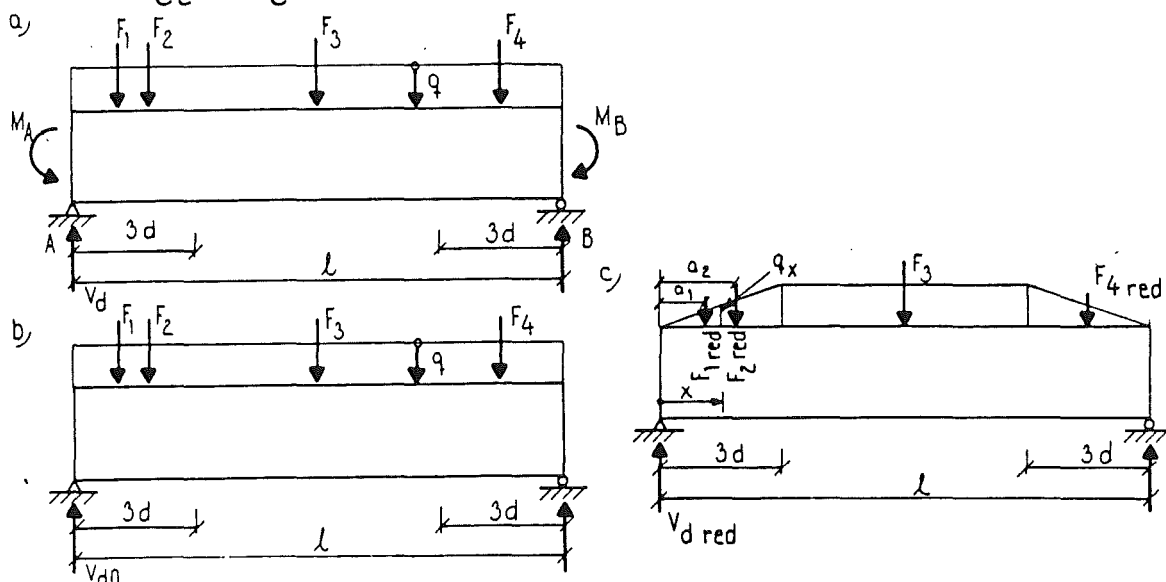 a)
F1 F2 F3 F4
q
MA MB
A 3d 3d B
l
Vd
b)
F1 F2 F3 F4
q
3d 3d
l
Vd0
c)
a2 qx F3 F4 red
a1
F1 red
F2 red
x
3d 3d
l
Vd red